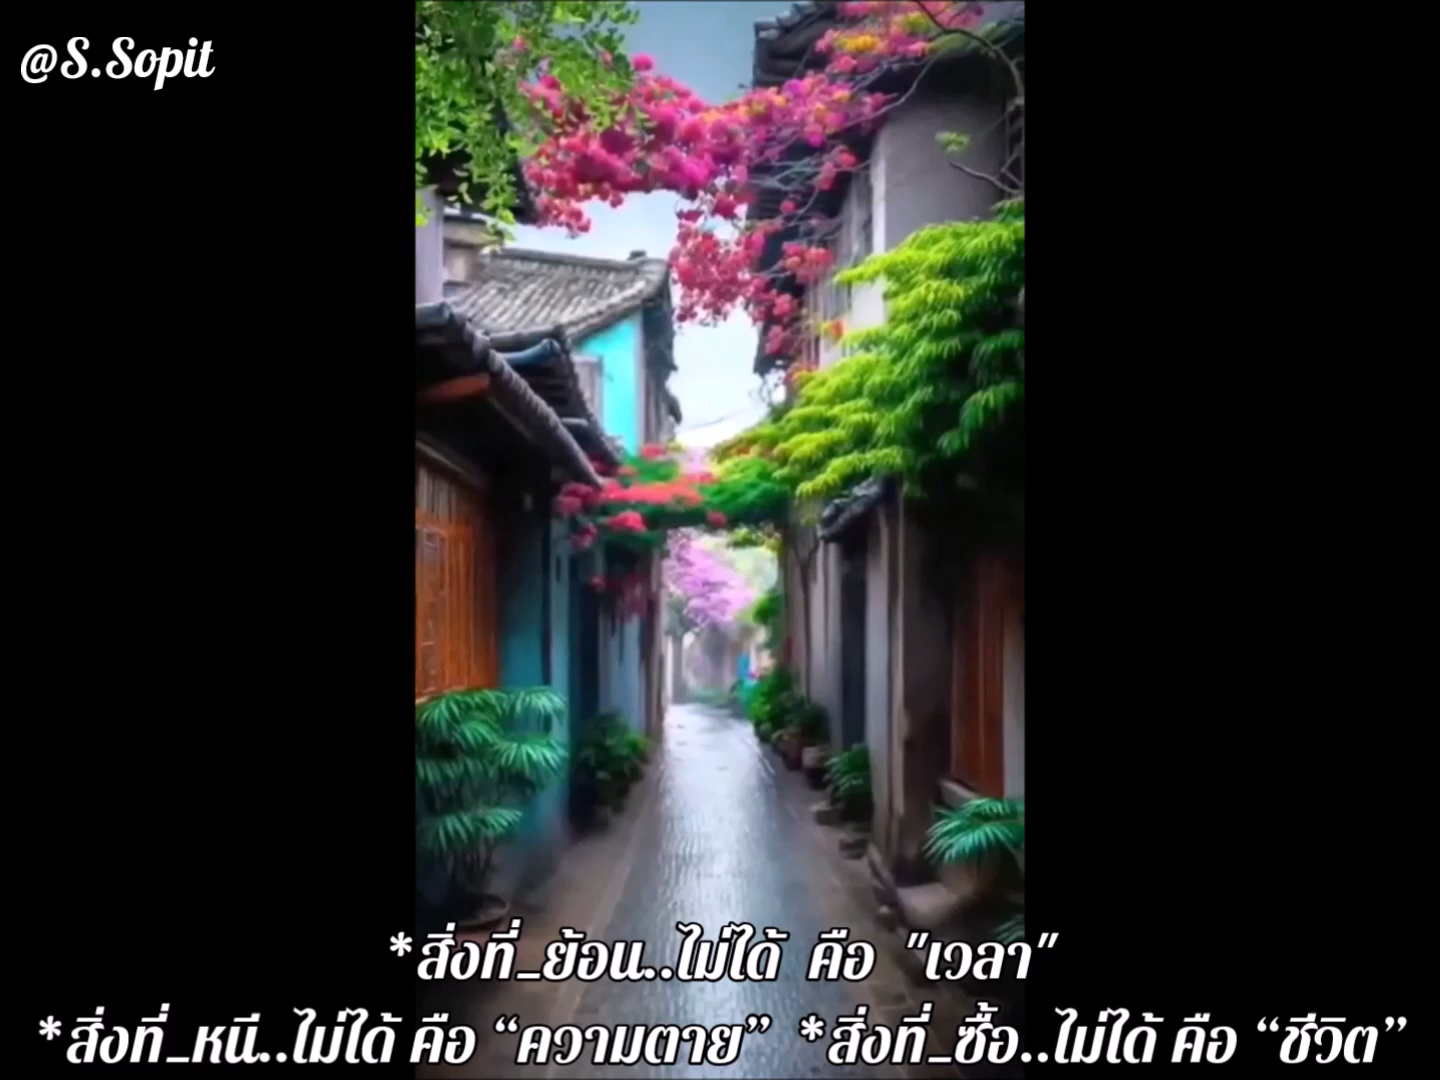 @S.Sopit
*สิ่งที่_ย้อน..ไม่ได้ คือ "เวลา"
*สิ่งที่_หนี..ไม่ได้ คือ “ความตาย” *สิ่งที่_ซื้อ..ไม่ได้ คือ “ชีวิต”